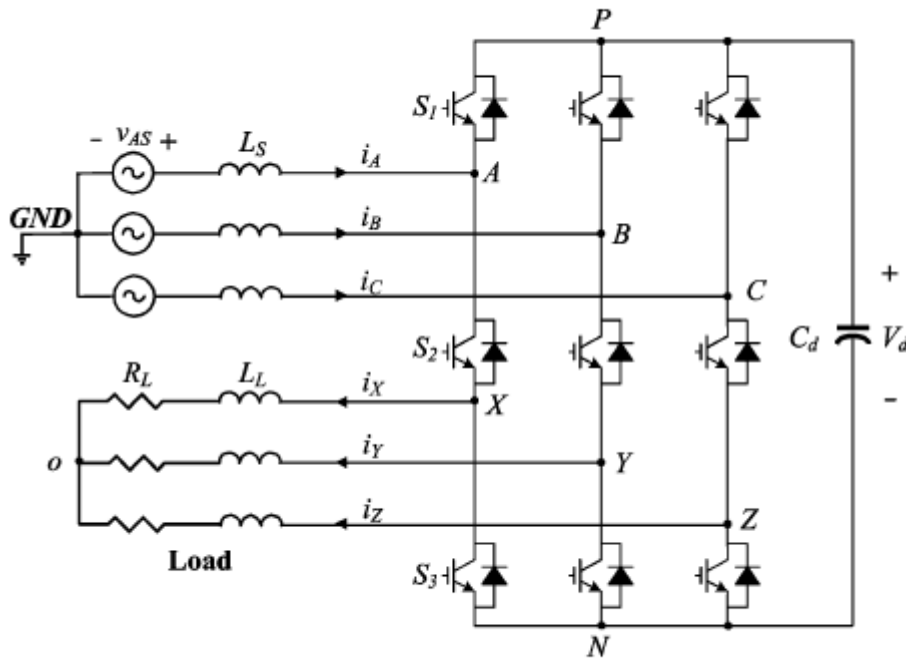 P
S1
- vAS +
LS
iA
A
GND
iB
B
iC
C
+
S2
Cd
Vd
RL
LL
iX
X
-
o
iY
Y
iZ
Z
Load
S3
N